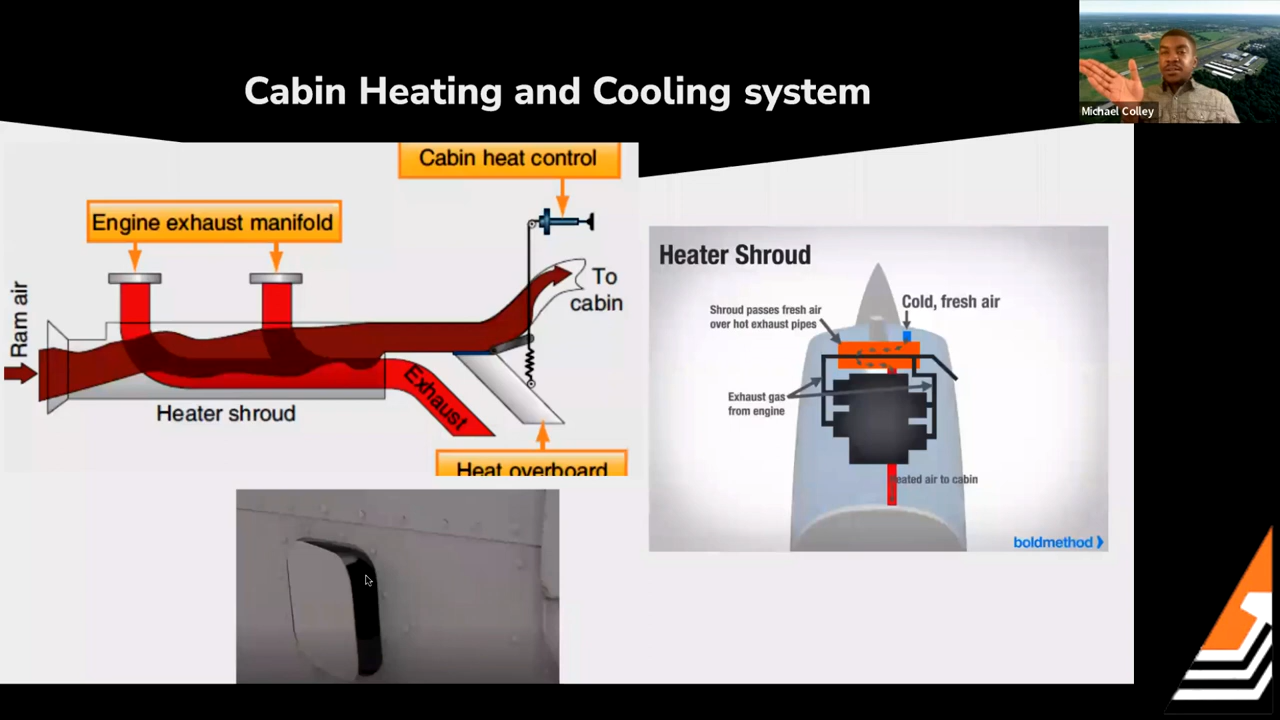 Cabin Heating and Cooling system
Michael Colley
Cabin heat control
Engine exhaust manifold
Ram air
To
cabin
Exhaust
Heater shroud
Heat overboard
Heater Shroud
Cold, fresh air
Shroud passes fresh air
over hot exhaust pipes
Exhaust gas
from engine
eated air to cabin
boldmethod